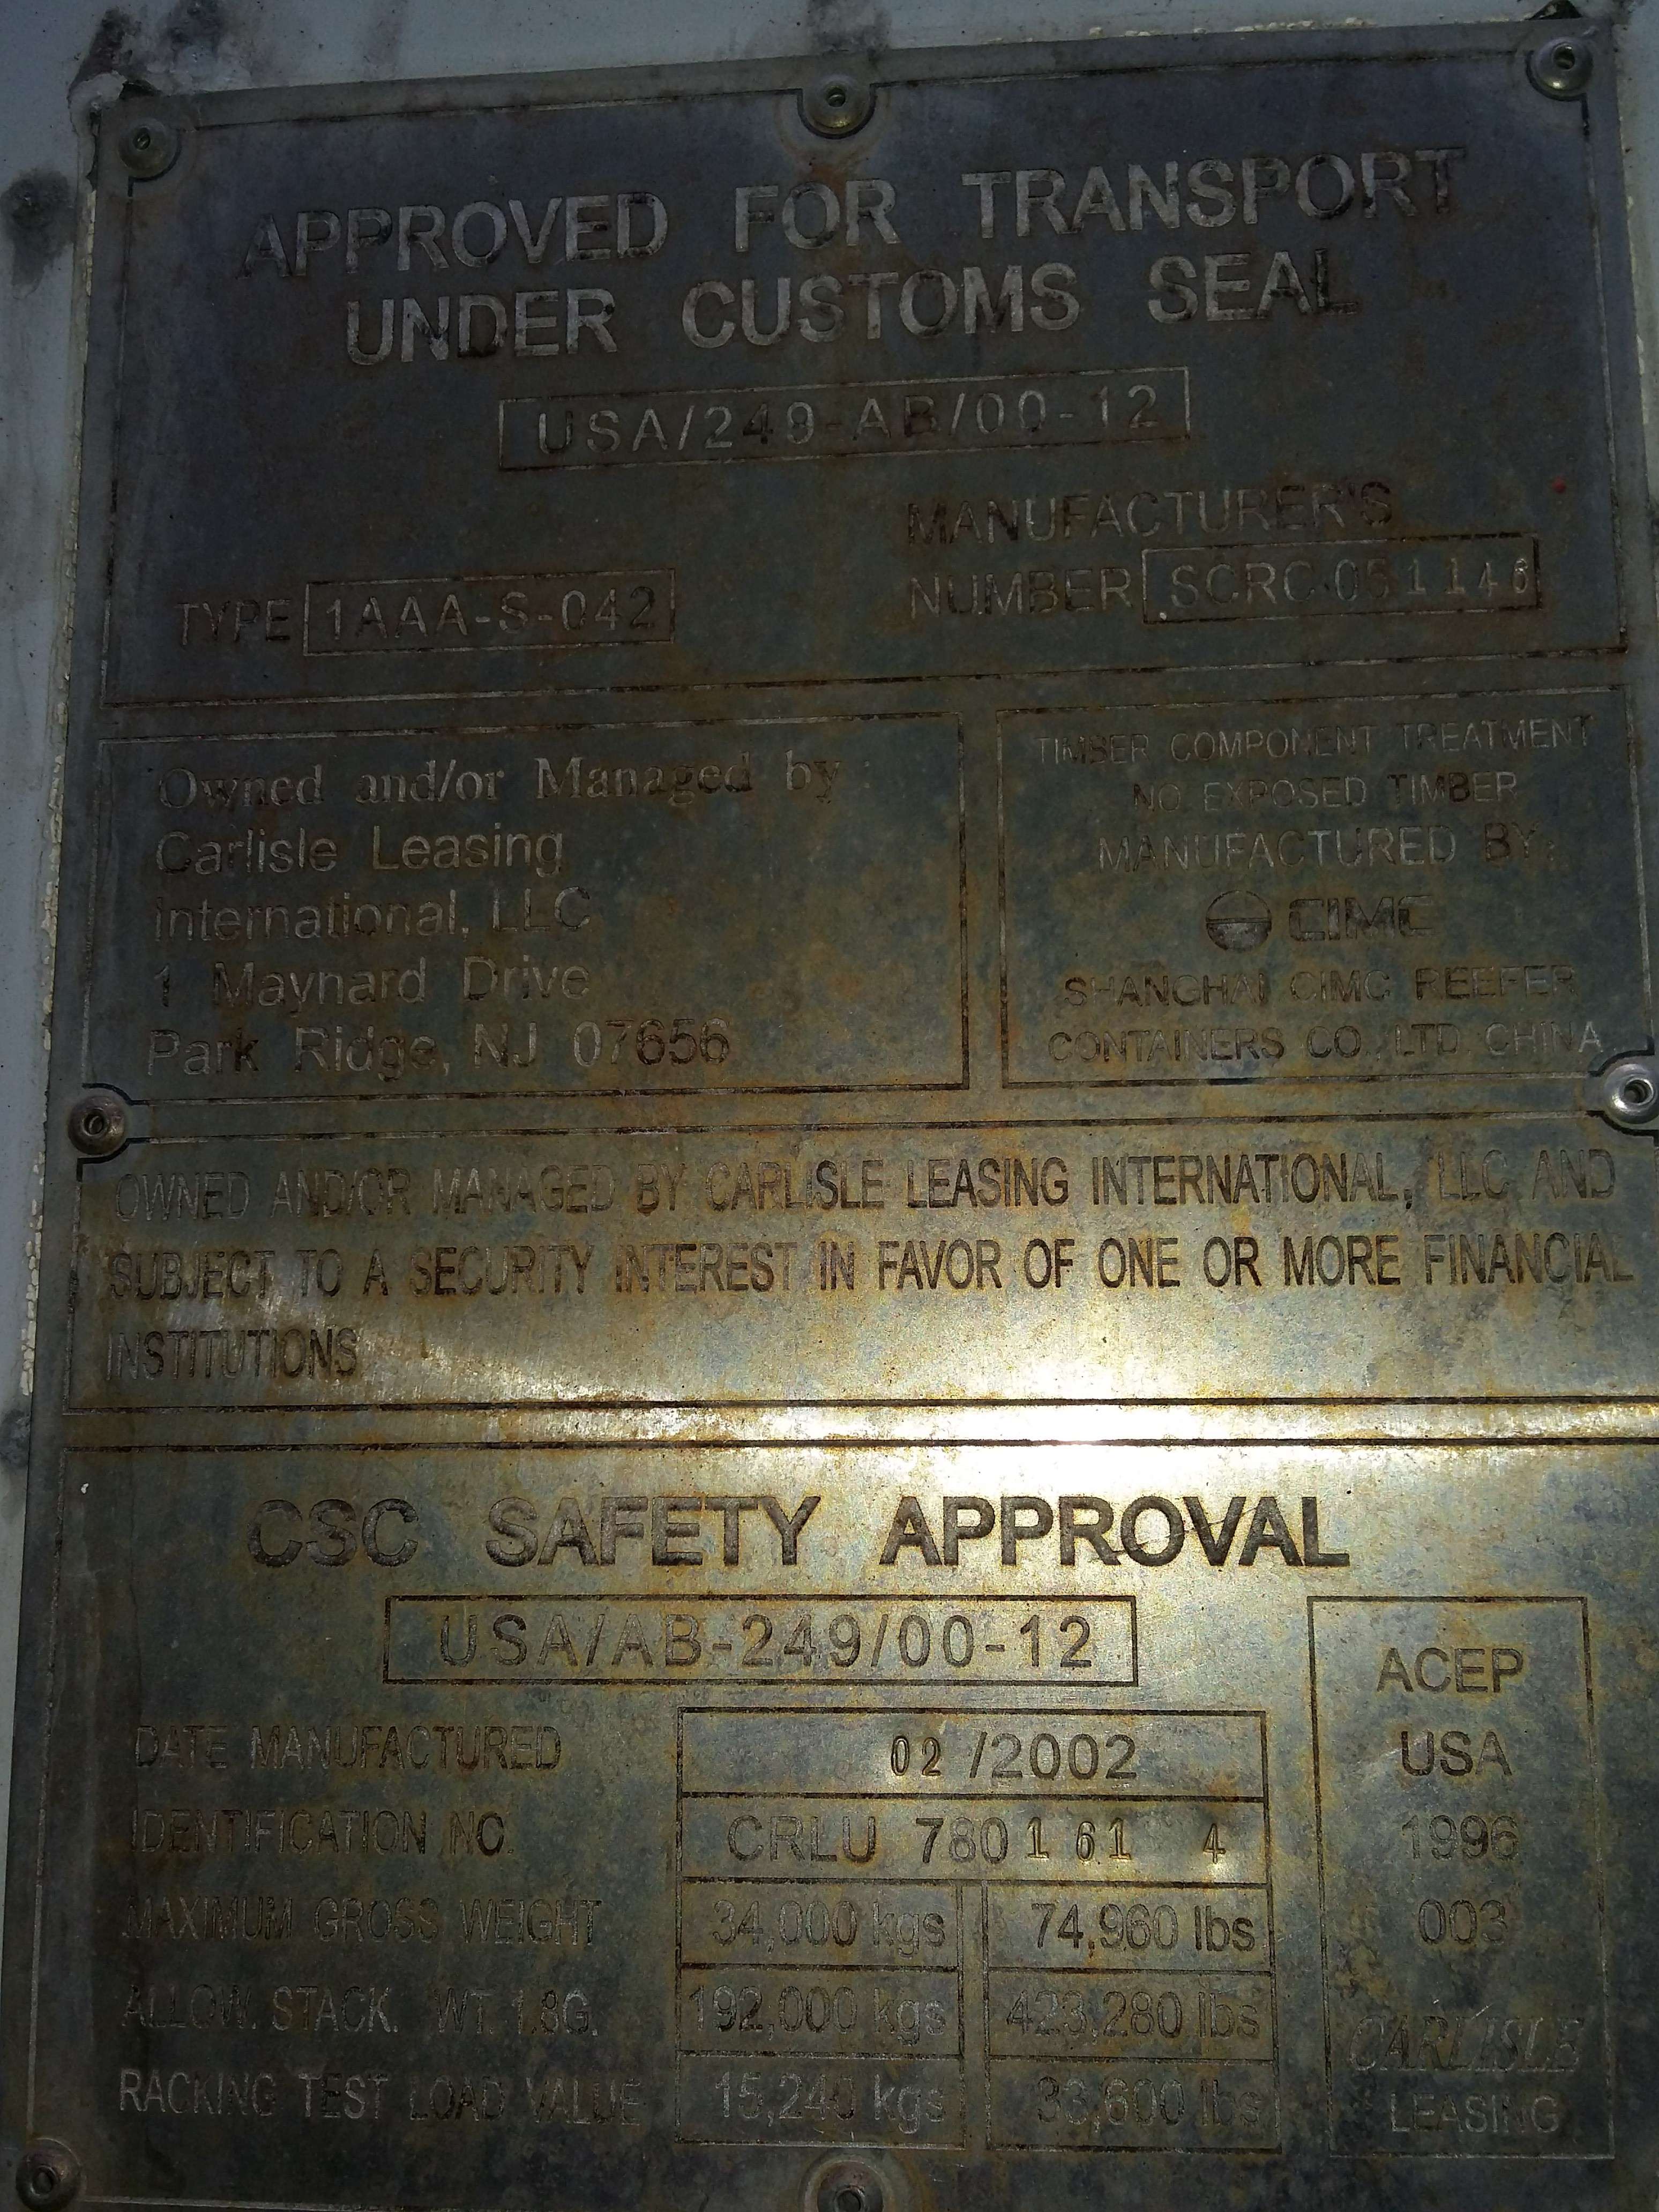 APPROVED FOR TRANSPORT
UNDER CUSTOMS SEAL
USA/249-AB/00-12
MANUFACTURER'S
TYPE 1AAA-S-042 NUMBER SCRC 051146
Owned and/or Managed by:
Carlisle Leasing
International, LLC
1 Maynard Drive
Park Ridge, NJ 07656
TIMBER COMPONENT TREATMENT
NO EXPOSED TIMBER
MANUFACTURED BY:
CIMC
SHANGHAI CIMC REEFER
CONTAINERS CO., LTD. CHINA
OWNED AND/OR MANAGED BY CARLISLE LEASING INTERNATIONAL, LLC AND
SUBJECT TO A SECURITY INTEREST IN FAVOR OF ONE OR MORE FINANCIAL
INSTITUTIONS
CSC SAFETY APPROVAL
USA/AB-249/00-12
DATE MANUFACTURED 02 /2002
IDENTIFICATION NO. CRLU 780161 4
MAXIMUM GROSS WEIGHT 34,000 kgs 74,960 lbs
ALLOW. STACK. WT. 1.8G. 192,000 kgs 423,280 lbs
RACKING TEST LOAD VALUE 15,240 kgs 33,600 lbs
ACEP
USA
1996
003
CARLISLE
LEASING